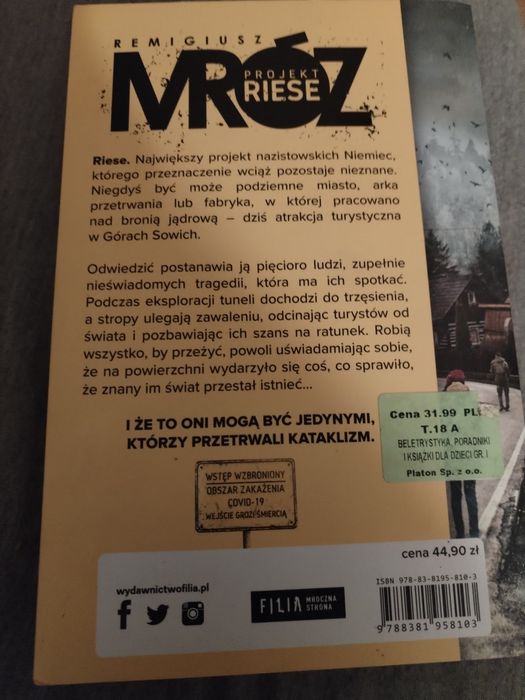 REMIGIUSZ
MRÓZ
PROJEKT
RIESE
Riese. Największy projekt nazistowskich Niemiec,
którego przeznaczenie wciąż pozostaje nieznane.
Niegdyś być może podziemne miasto, arka
przetrwania lub fabryka, w której pracowano
nad bronią jądrową – dziś atrakcja turystyczna
w Górach Sowich.
Odwiedzić postanawia ją pięcioro ludzi, zupełnie
nieświadomych tragedii, która ma ich spotkać.
Podczas eksploracji tuneli dochodzi do trzęsienia,
a stropy ulegają zawaleniu, odcinając turystów od
świata i pozbawiając ich szans na ratunek. Robią
wszystko, by przeżyć, powoli uświadamiając sobie,
że na powierzchni wydarzyło się coś, co sprawiło,
że znany im świat przestał istnieć...
I ŻE TO ONI MOGĄ BYĆ JEDYNYMI,
KTÓRZY PRZETRWALI KATAKLIZM.
Cena 31.99 PL
T.18 A
BELETRYSTYKA, PORADNIKI
I KSIĄŻKI DLA DZIECI GR. I
Platon Sp. z o.o.
WSTĘP WZBRONIONY
OBSZAR ZAKAŻENIA
COVID-19
WEJŚCIE GROZI ŚMIERCIĄ
cena 44,90 zł
wydawnictwofilia.pl
FILIA
MROCZNA
STRONA
ISBN 978-83-8195-810-3
9 788381 958103